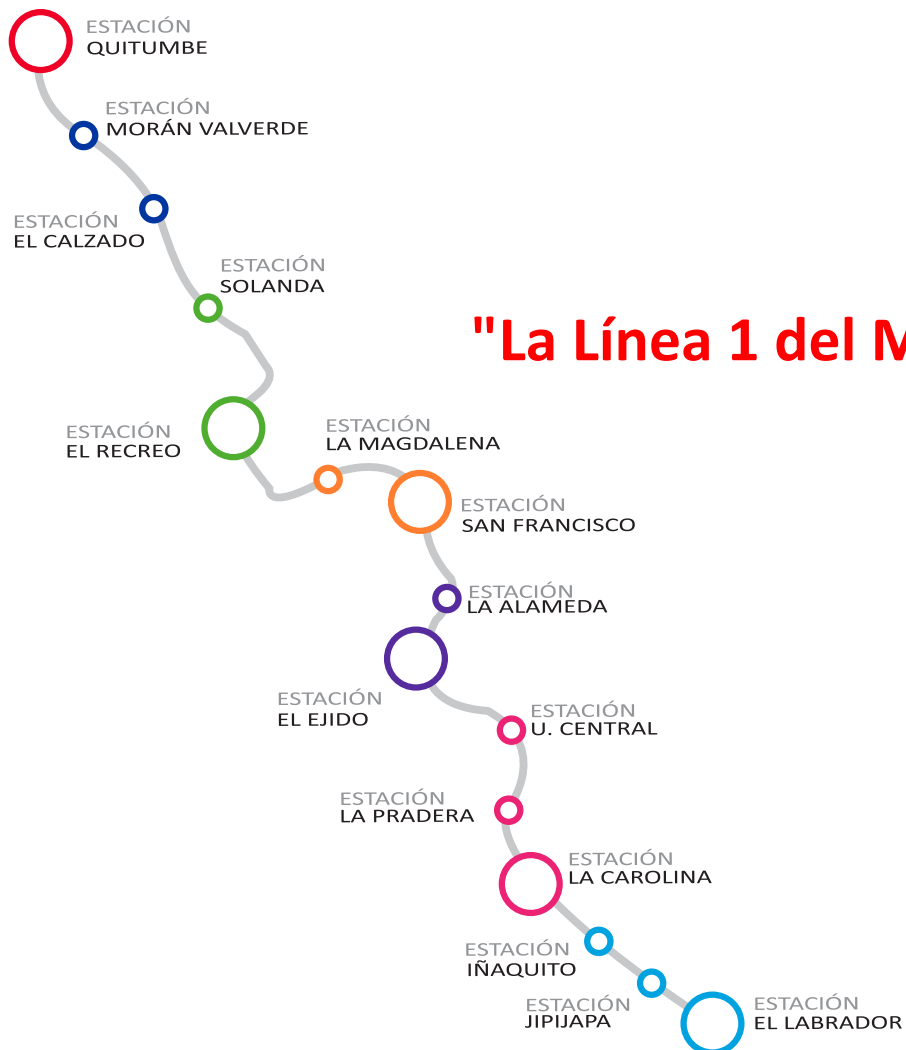 ESTACIÓN
QUITUMBE
ESTACIÓN
MORÁN VALVERDE
ESTACIÓN
EL CALZADO
ESTACIÓN
SOLANDA
"La Línea 1 del M
ESTACIÓN
EL RECREO
ESTACIÓN
LA MAGDALENA
ESTACIÓN
SAN FRANCISCO
ESTACIÓN
LA ALAMEDA
ESTACIÓN
EL EJIDO
ESTACIÓN
U. CENTRAL
ESTACIÓN
LA PRADERA
ESTACIÓN
LA CAROLINA
ESTACIÓN
IÑAQUITO
ESTACIÓN
JIPIJAPA
ESTACIÓN
EL LABRADOR